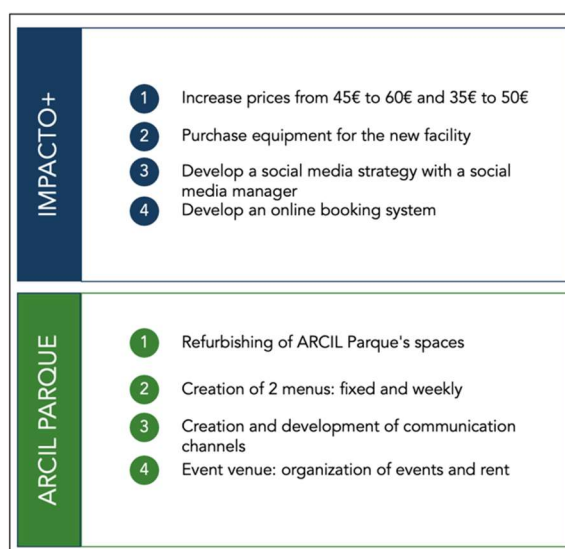 IMPACTO+
1 Increase prices from 45€ to 60€ and 35€ to 50€
2 Purchase equipment for the new facility
3 Develop a social media strategy with a social
media manager
4 Develop an online booking system
ARCIL PARQUE
1 Refurbishing of ARCIL Parque's spaces
2 Creation of 2 menus: fixed and weekly
3 Creation and development of communication
channels
4 Event venue: organization of events and rent